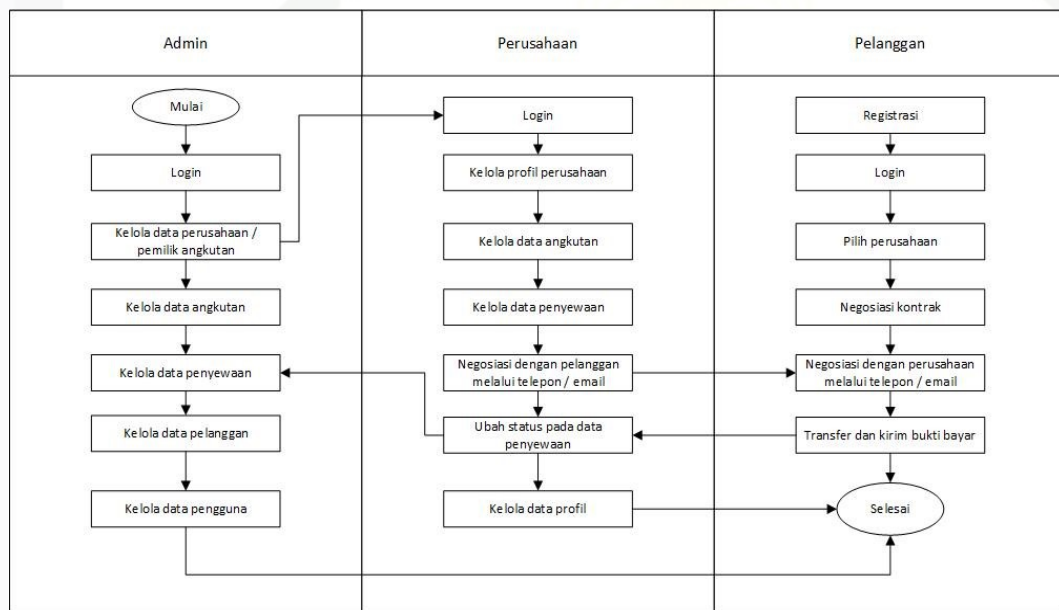 Admin
Perusahaan
Pelanggan
Mulai
Login
Kelola data perusahaan /
pemilik angkutan
Kelola data angkutan
Kelola data penyewaan
Kelola data pelanggan
Kelola data pengguna
Login
Kelola profil perusahaan
Kelola data angkutan
Kelola data penyewaan
Negosiasi dengan pelanggan
melalui telepon / email
Ubah status pada data
penyewaan
Kelola data profil
Registrasi
Login
Pilih perusahaan
Negosiasi kontrak
Negosiasi dengan perusahaan
melalui telepon / email
Transfer dan kirim bukti bayar
Selesai